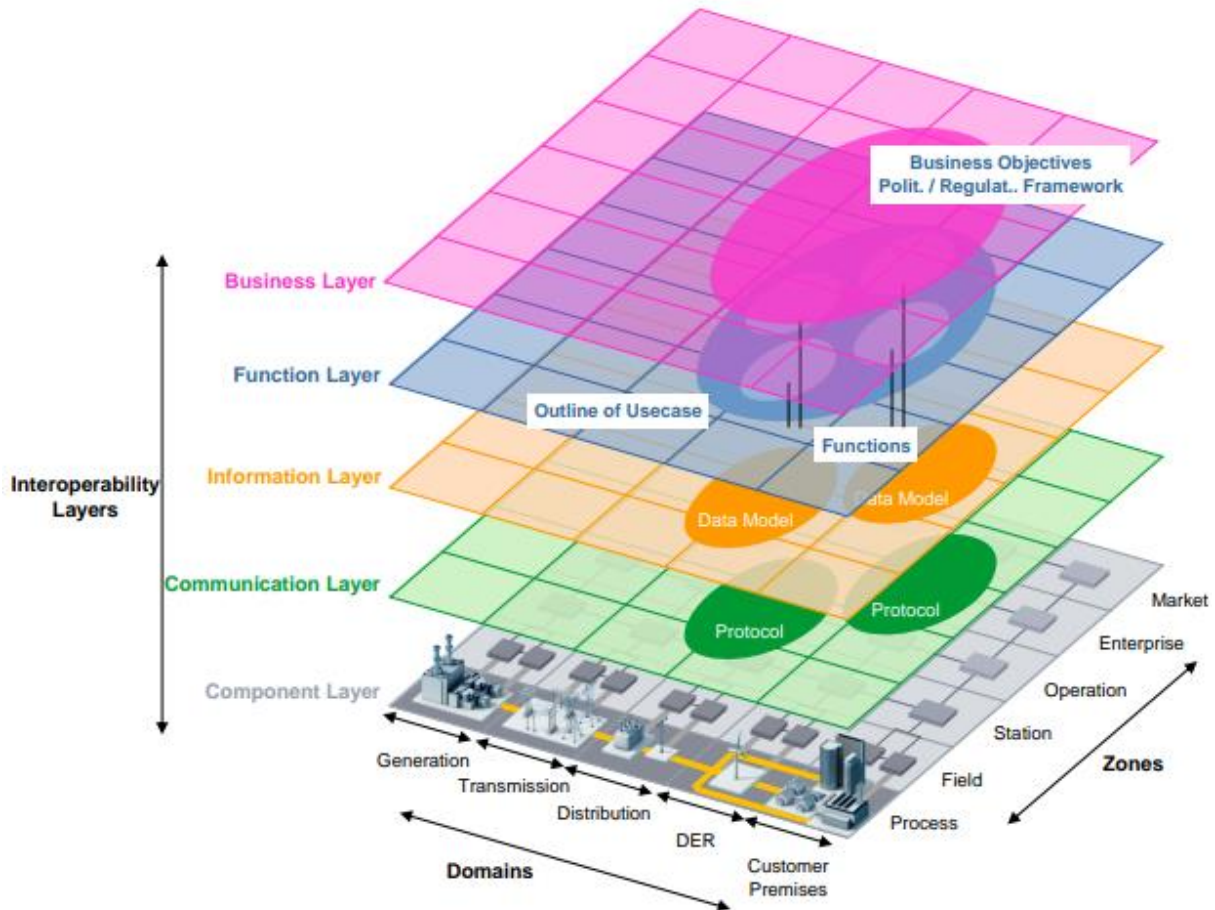 Business Objectives
Polit. / Regulat.. Framework
Business Layer
Function Layer
Outline of Usecase
Functions
Information Layer
Data Model
Data Model
Interoperability
Layers
Communication Layer
Protocol
Protocol
Component Layer
Market
Enterprise
Operation
Station
Field
Process
Zones
Generation
Transmission
Distribution
DER
Customer
Premises
Domains